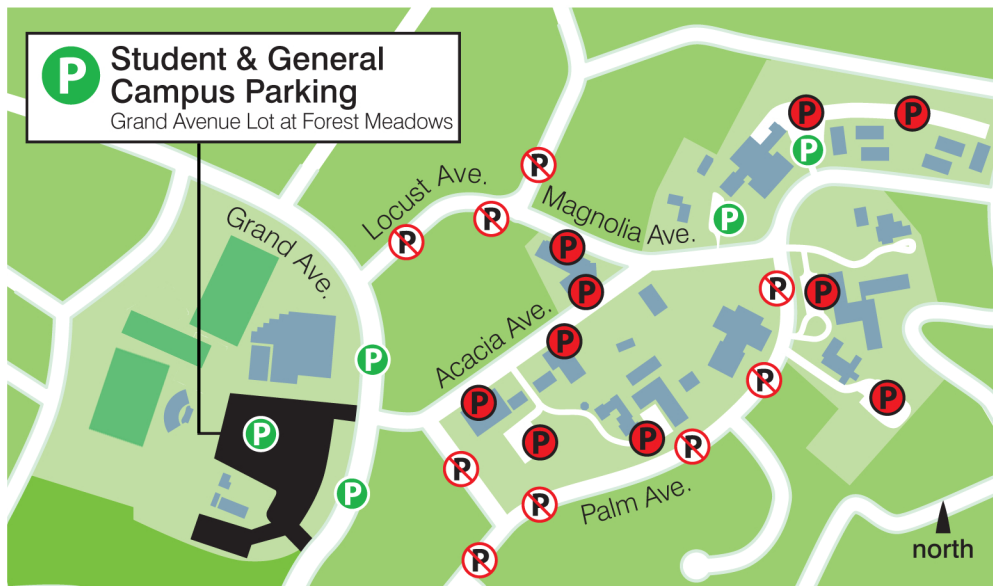 P
Student & General
Campus Parking
Grand Avenue Lot at Forest Meadows
P
P
P
P
Locust Ave.
P
P
Magnolia Ave.
P
P
Grand Ave.
P
P
P
P
P
Acacia Ave.
P
P
P
P
P
P
P
P
P
P
P
P
Palm Ave.
P
north